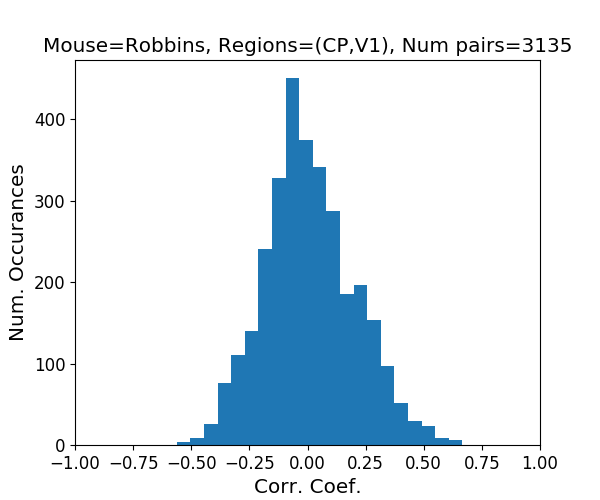 Mouse=Robbins, Regions=(CP,V1), Num pairs=3135
Num. Occurances
400
300
200
100
0
−1.00 −0.75 −0.50 −0.25 0.00 0.25 0.50 0.75 1.00
Corr. Coef.